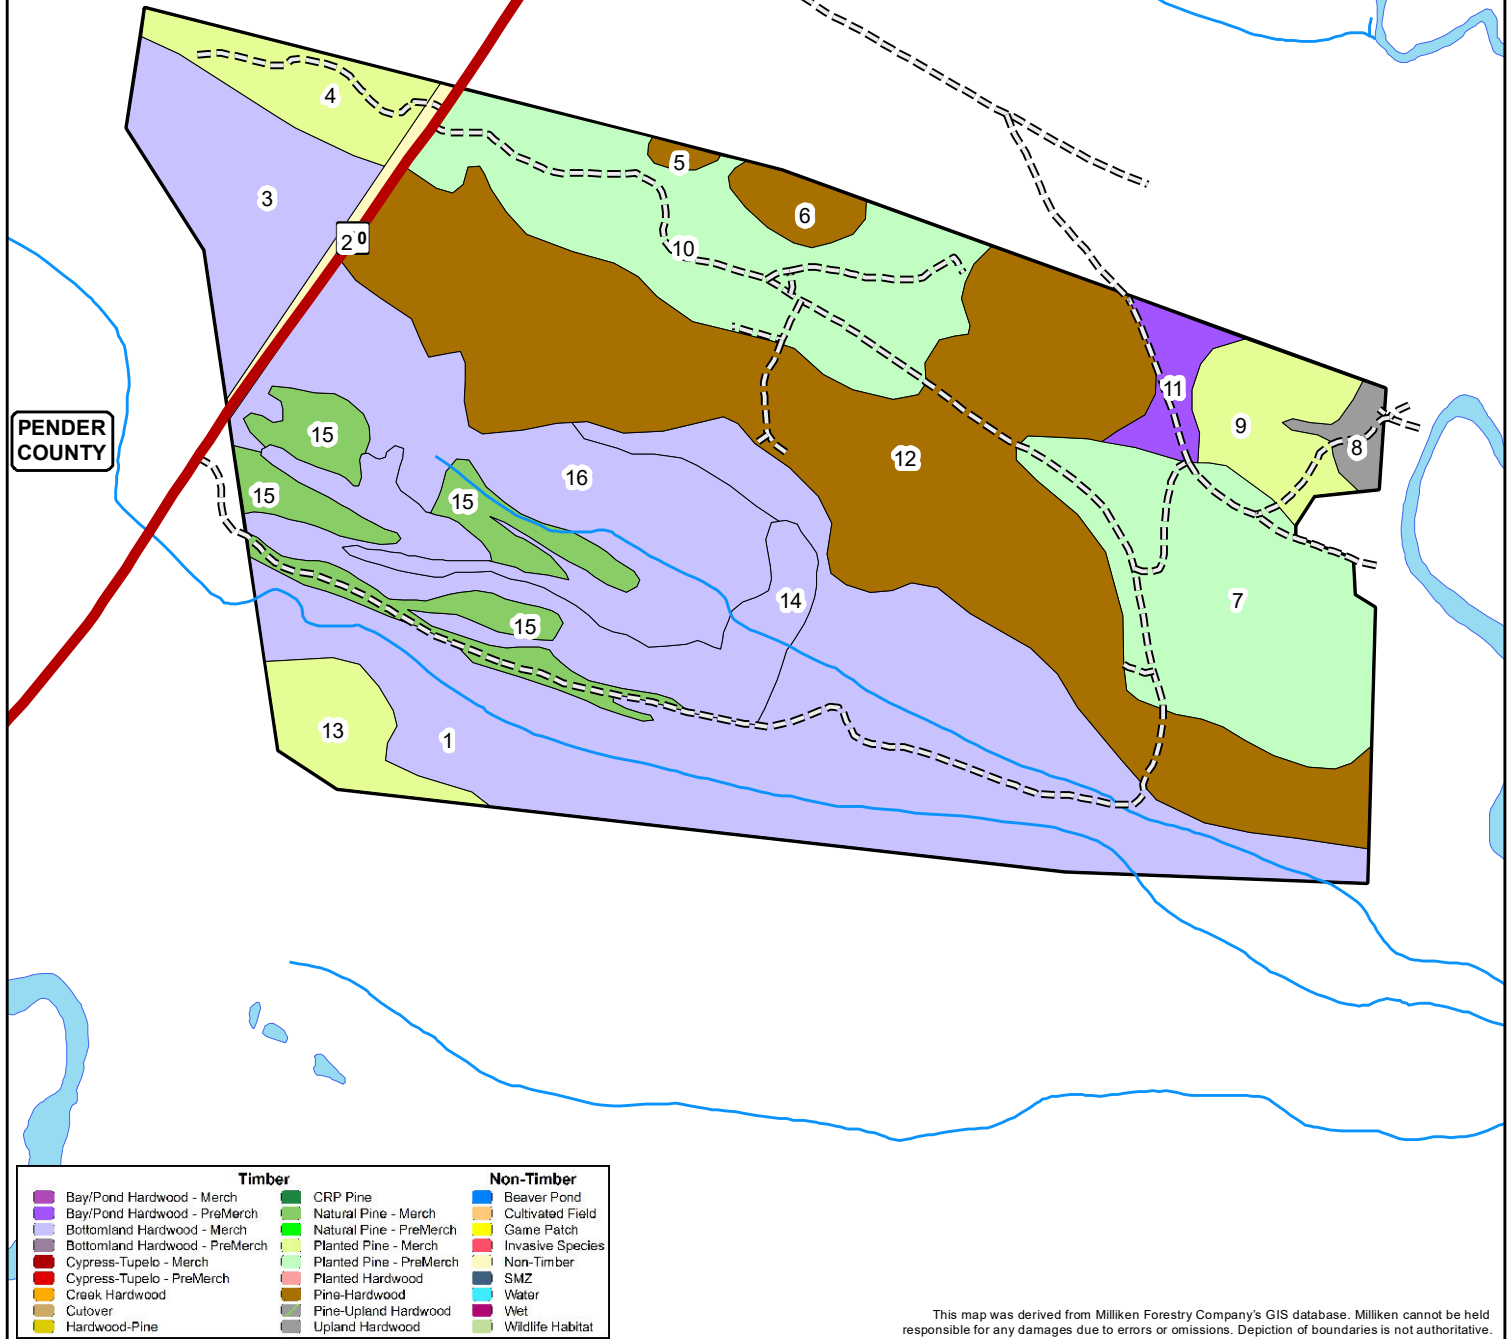 4
3
5
6
10
2 0
11
9
8
PENDER
COUNTY
15
12
16
15
15
14
7
15
13
1
Timber
Non-Timber
Bay/Pond Hardwood - Merch
Bay/Pond Hardwood - PreMerch
Bottomland Hardwood - Merch
Bottomland Hardwood - PreMerch
Cypress-Tupelo - Merch
Cypress-Tupelo - PreMerch
Creek Hardwood
Cutover
Hardwood-Pine
CRP Pine
Natural Pine - Merch
Natural Pine - PreMerch
Planted Pine - Merch
Planted Pine - PreMerch
Planted Hardwood
Pine-Hardwood
Pine-Upland Hardwood
Upland Hardwood
Beaver Pond
Cultivated Field
Game Patch
Invasive Species
Non-Timber
SMZ
Water
Wet
Wildlife Habitat
This map was derived from Milliken Forestry Company's GIS database. Milliken cannot be held
responsible for any damages due to errors or omissions. Depiction of boundaries is not authoritative.